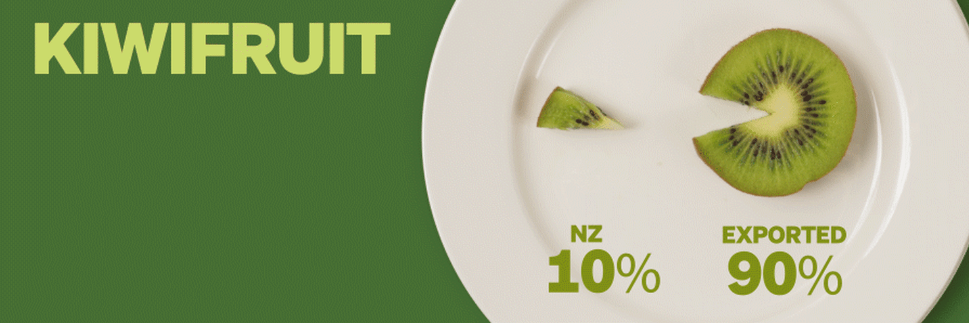 KIWIFRUIT
NZ
10%
EXPORTED
90%